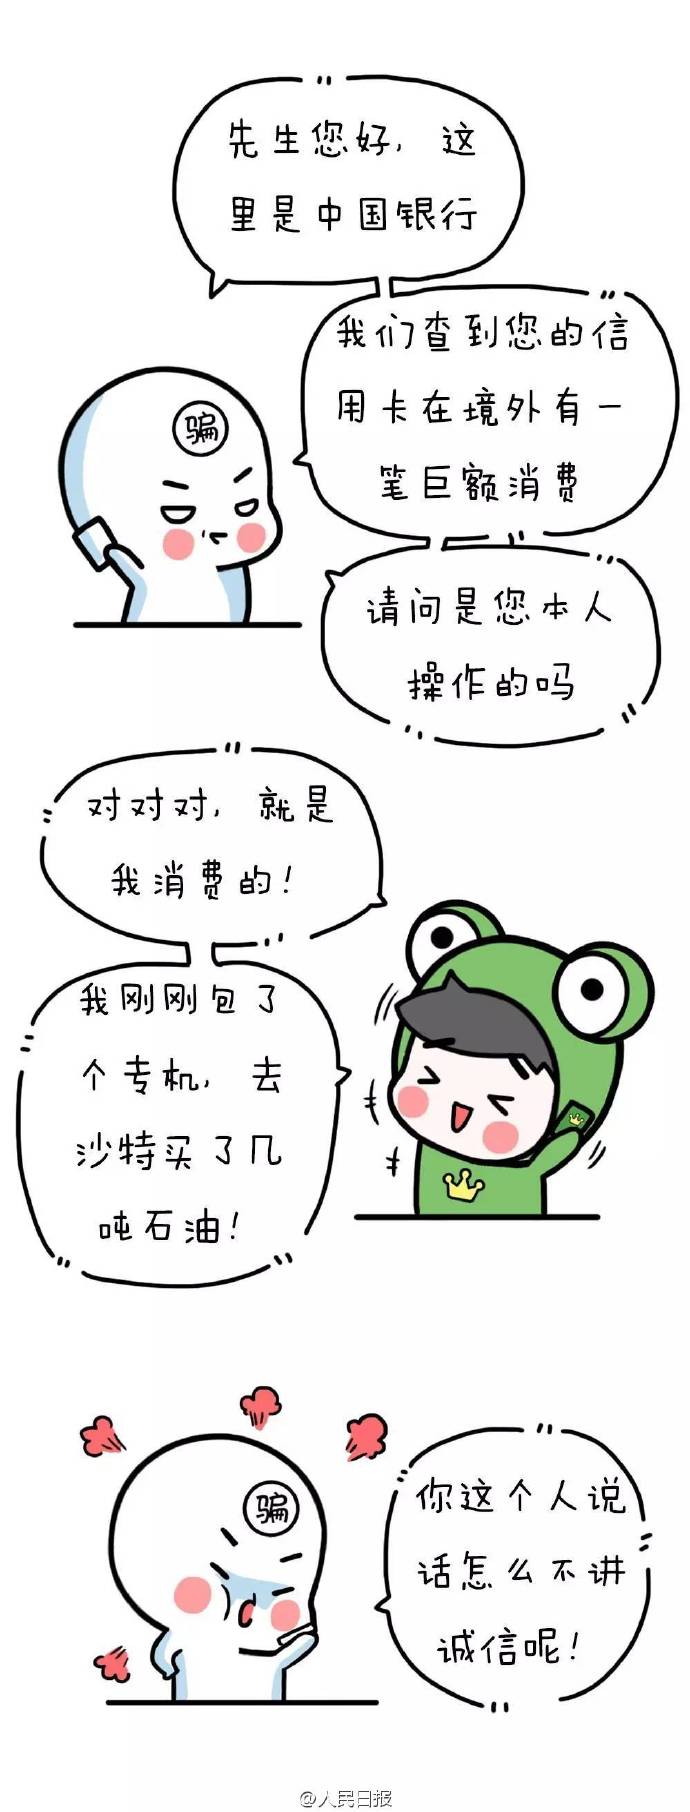 先生您好，这
里是中国银行
我们查到您的信
用卡在境外有一
笔巨额消费
骗
请问是您本人
操作的吗
对对对，就是
我消费的！
我刚刚包了
个专机，去
沙特买了几
吨石油！
骗
你这个人说
话怎么不讲
诚信呢！
@人民日报